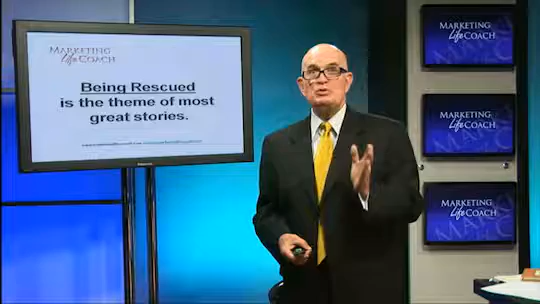 MARKETING
Life COACH
Being Rescued
is the theme of most
great stories.
MARKETING
Life COACH
MARKETING
Life COACH
MARKETING
Life COACH